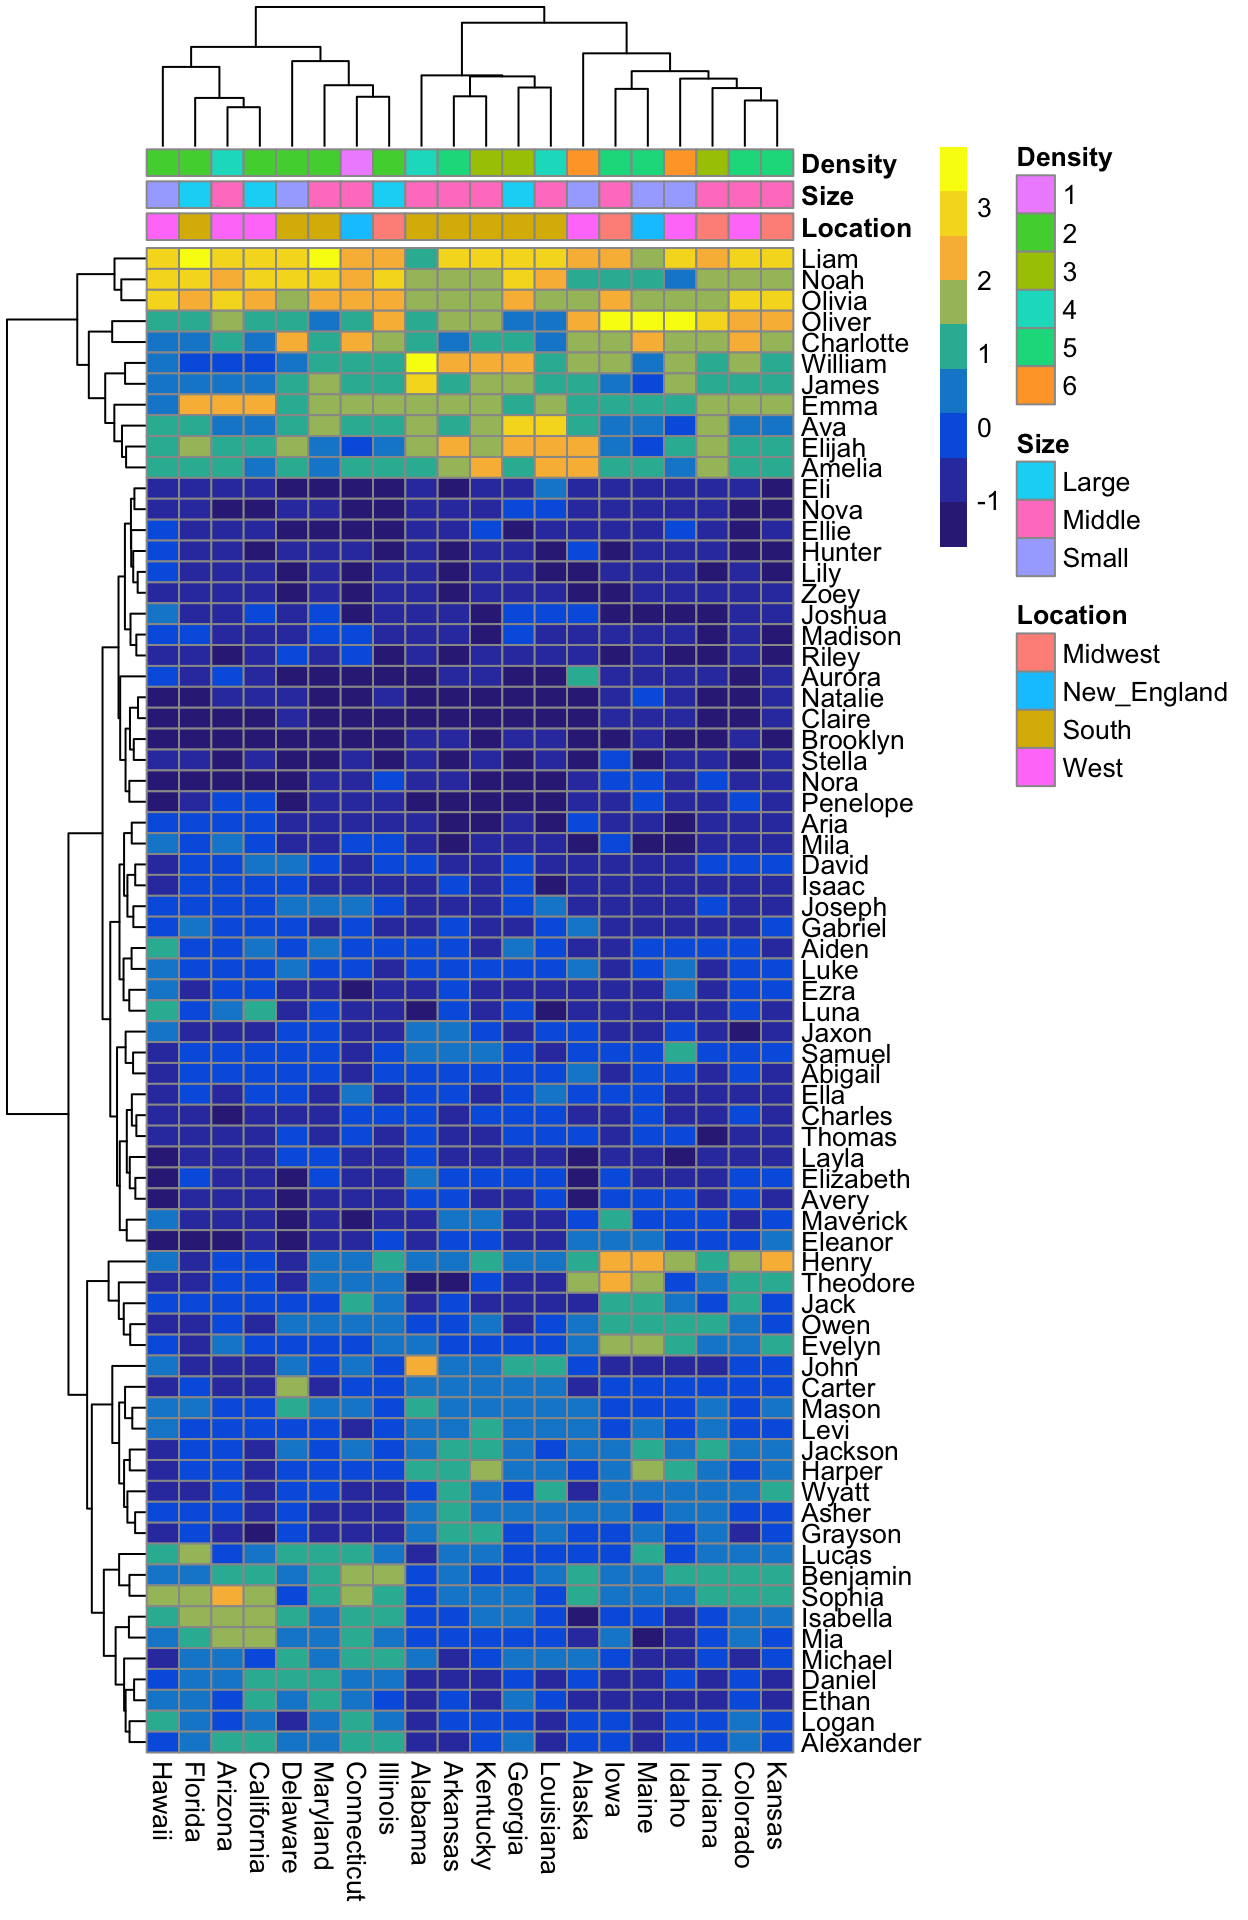 Density
Size
Location
Liam
Noah
Olivia
Oliver
Charlotte
William
James
Emma
Ava
Elijah
Amelia
Eli
Nova
Ellie
Hunter
Lily
Zoey
Joshua
Madison
Riley
Aurora
Natalie
Claire
Brooklyn
Stella
Nora
Penelope
Aria
Mila
David
Isaac
Joseph
Gabriel
Aiden
Luke
Ezra
Luna
Jaxon
Samuel
Abigail
Ella
Charles
Thomas
Layla
Elizabeth
Avery
Maverick
Eleanor
Henry
Theodore
Jack
Owen
Evelyn
John
Carter
Mason
Levi
Jackson
Harper
Wyatt
Asher
Grayson
Lucas
Benjamin
Sophia
Isabella
Mia
Michael
Daniel
Ethan
Logan
Alexander
Hawaii
Florida
Arizona
California
Delaware
Maryland
Connecticut
Illinois
Alabama
Arkansas
Kentucky
Georgia
Louisiana
Alaska
Iowa
Maine
Idaho
Indiana
Colorado
Kansas
3
2
1
0
-1
Density
1
2
3
4
5
6
Size
Large
Middle
Small
Location
Midwest
New_England
South
West